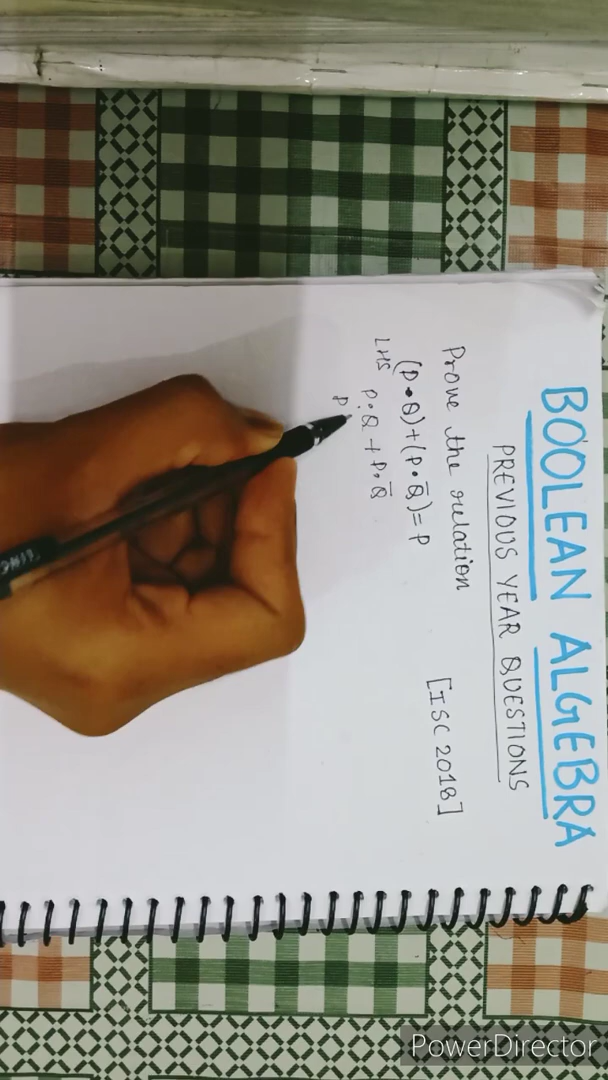 BOOLEAN ALGEBRA
PREVIOUS YEAR QUESTIONS
Prove the relation [ISC 2018]
(P•Q)+(P•Q̅)=P
LHS P•Q + P•Q̅
P
PowerDirector